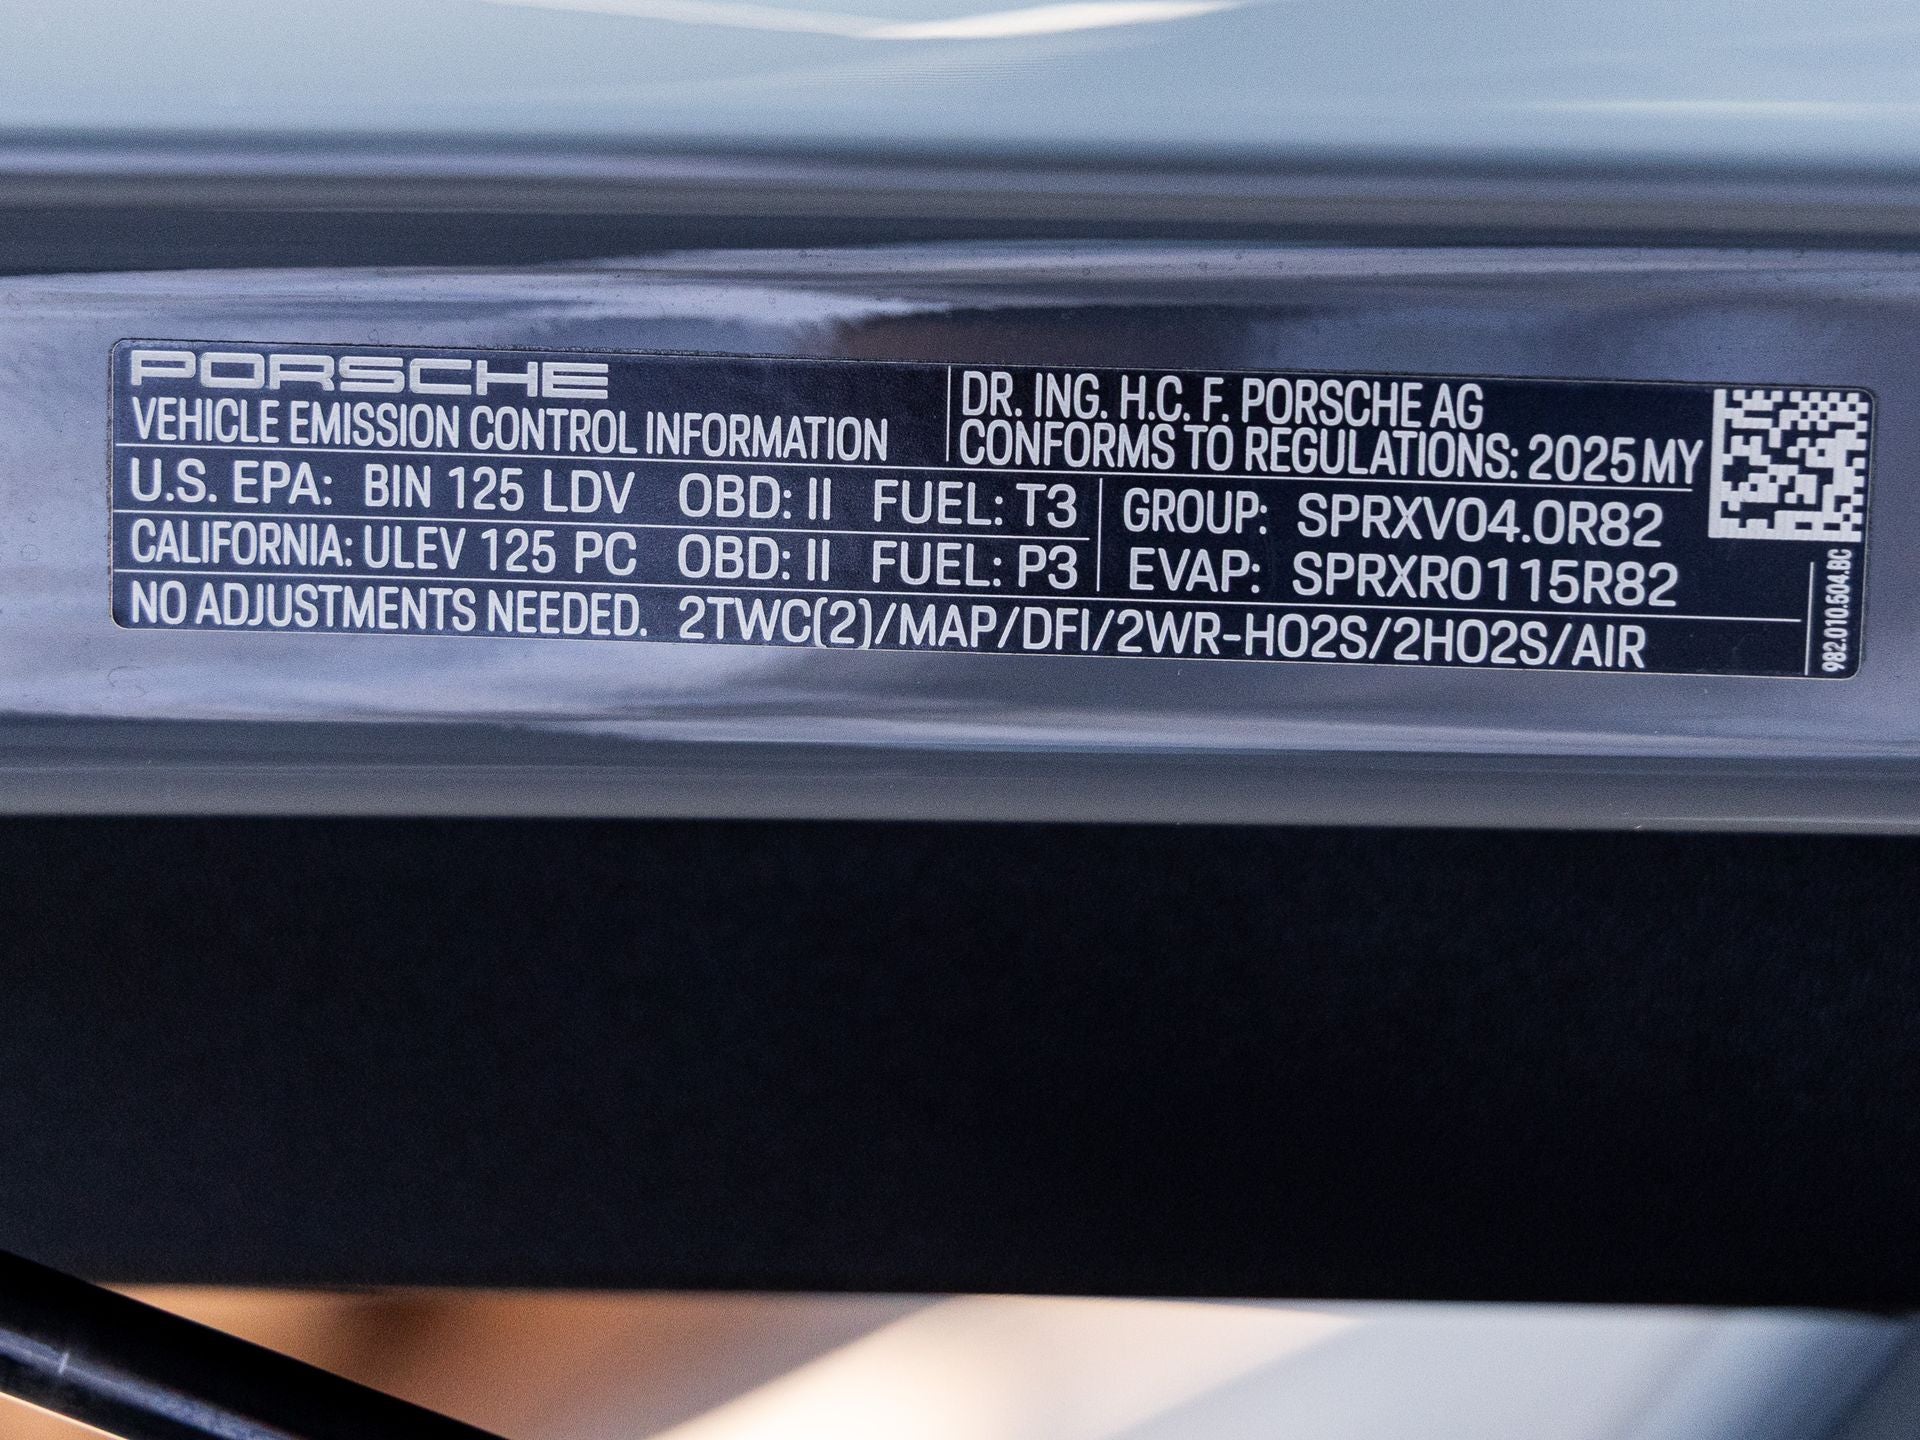 PORSCHE
VEHICLE EMISSION CONTROL INFORMATION
DR. ING. H.C. F. PORSCHE AG
CONFORMS TO REGULATIONS: 2025 MY
U.S. EPA: BIN 125 LDV OBD: II FUEL: T3
CALIFORNIA: ULEV 125 PC OBD: II FUEL: P3
GROUP: SPRXV04.0R82
EVAP: SPRXR0115R82
NO ADJUSTMENTS NEEDED. 2TWC(2)/MAP/DFI/2WR-HO2S/2HO2S/AIR
982.010.504.BC